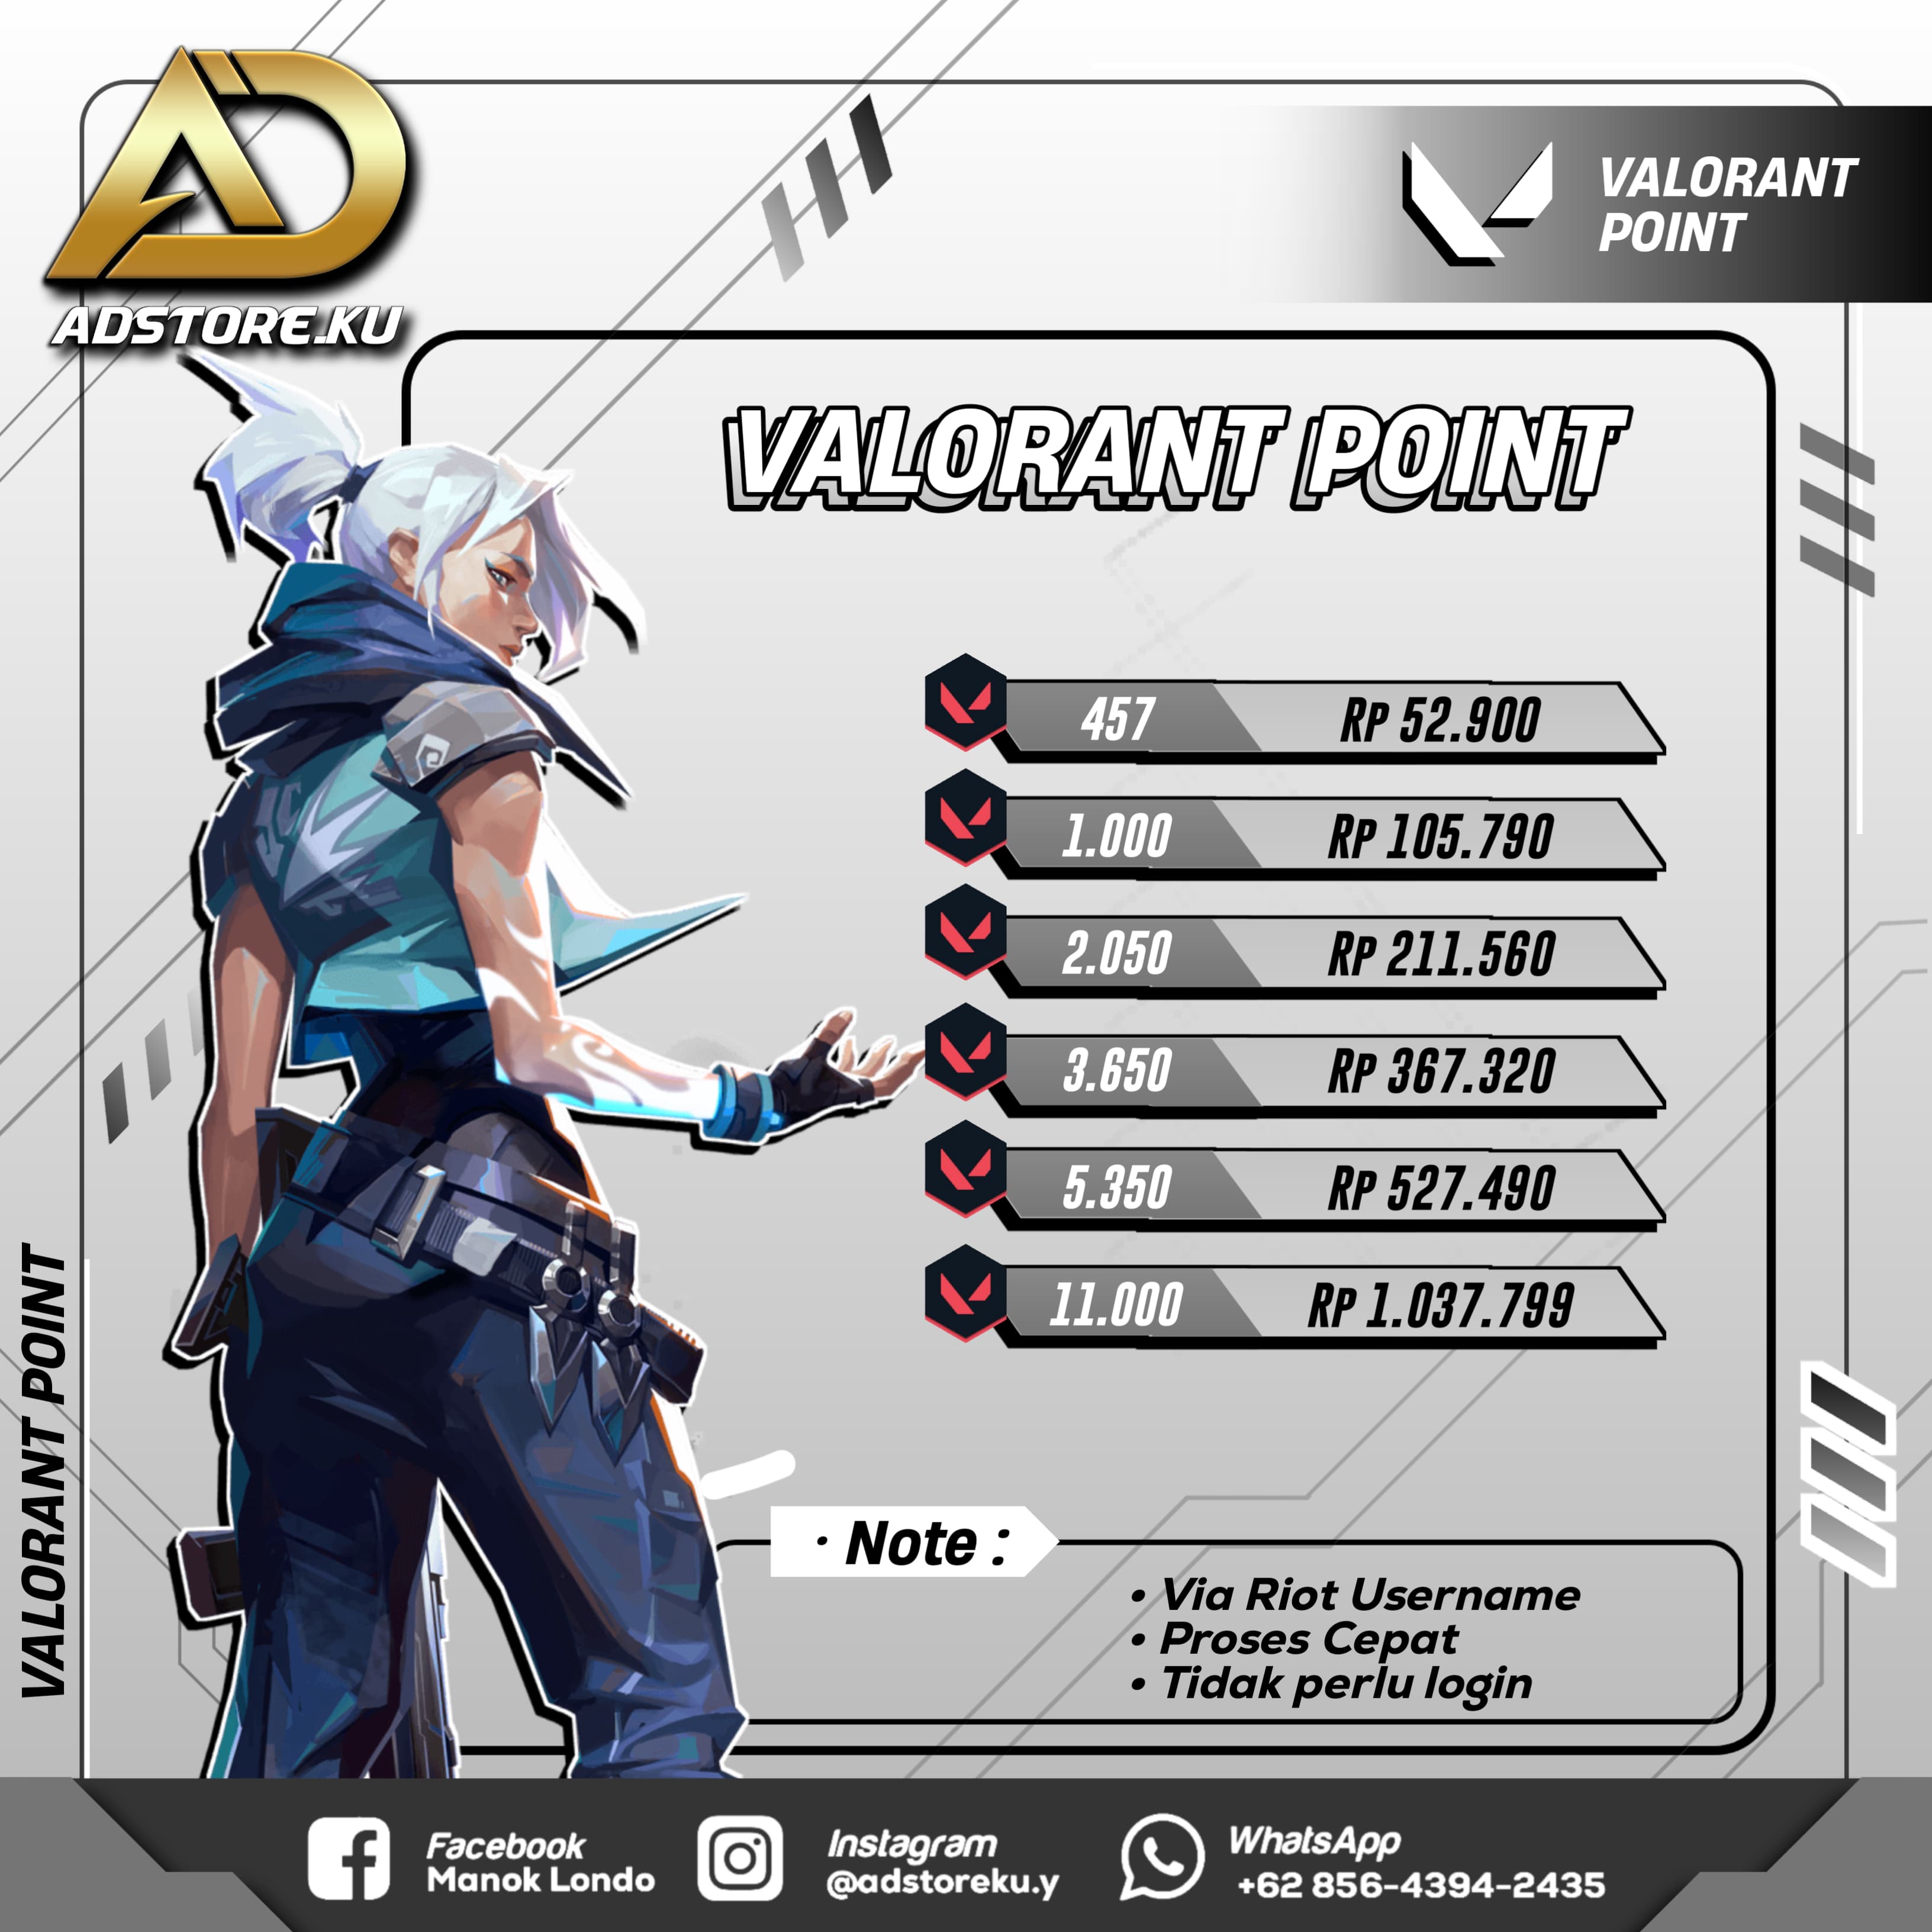 AD
ADSTORE.KU
VALORANT
POINT
VALORANT POINT
457 Rp 52.900
1.000 Rp 105.790
2.050 Rp 211.560
3.650 Rp 367.320
5.350 Rp 527.490
11.000 Rp 1.037.799
VALORANT POINT
• Note :
• Via Riot Username
• Proses Cepat
• Tidak perlu login
Facebook
Manok Londo
Instagram
@adstoreku.y
WhatsApp
+62 856-4394-2435